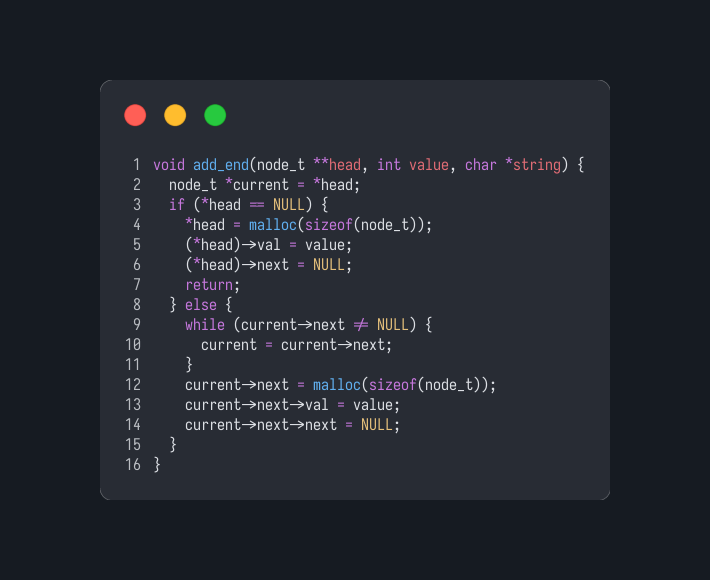 1 void add_end(node_t **head, int value, char *string) {
2   node_t *current = *head;
3   if (*head == NULL) {
4     *head = malloc(sizeof(node_t));
5     (*head)->val = value;
6     (*head)->next = NULL;
7     return;
8   } else {
9     while (current->next != NULL) {
10       current = current->next;
11     }
12     current->next = malloc(sizeof(node_t));
13     current->next->val = value;
14     current->next->next = NULL;
15   }
16 }